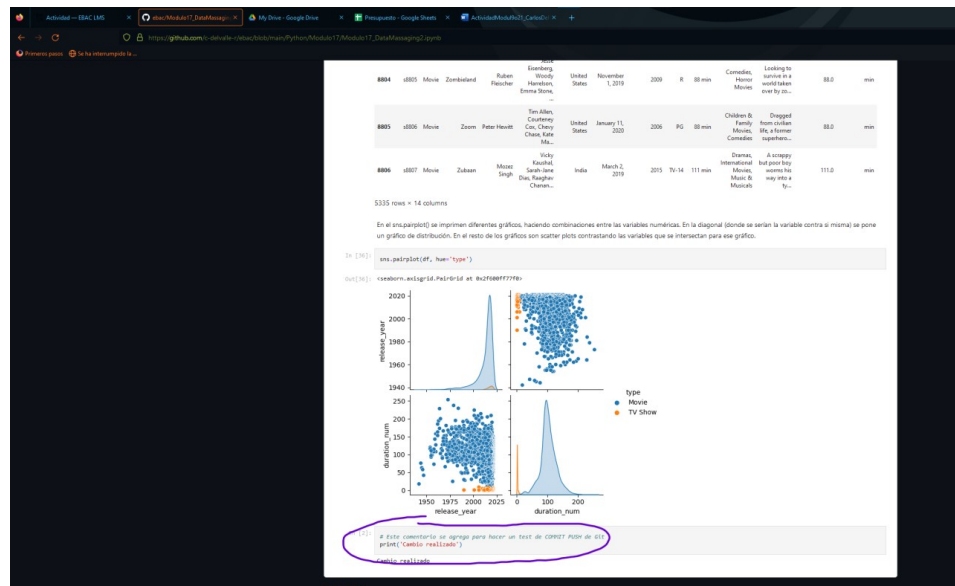 Actividad — EBAC LMS
ebac/Modulo17_DataMassaging
My Drive - Google Drive
Presupuesto - Google Sheets
https://github.com/c-delvalle-r/ebac/blob/main/Python/Modulo17/Modulo17_DataMassaging2.ipynb
Primeros pasos
Se ha interrumpido la ...
8804 s8805 Movie Zombieland Ruben Fleischer Jesse Eisenberg, Woody Harrelson, Emma Stone, ... United States November 1, 2019 2009 R 88 min Comedies, Horror Movies Looking to survive in a world taken over by zo... 88.0 min
8805 s8806 Movie Zoom Peter Hewitt Tim Allen, Courteney Cox, Chevy Chase, Kate Ma... United States January 11, 2020 2006 PG 88 min Children & Family Movies, Comedies Dragged from civilian life, a former superhero... 88.0 min
8806 s8807 Movie Zubaan Mozez Singh Vicky Kaushal, Sarah-Jane Dias, Raaghav Chanan... India March 2, 2019 2015 TV-14 111 min Dramas, International Movies, Music & Musicals A scrappy but poor boy worms his way into a ty... 111.0 min
5335 rows × 14 columns
En el sns.pairplot() se imprimen diferentes gráficos, haciendo combinaciones entre las variables numéricas. En la diagonal (donde se serían la variable contra si misma) se pone
un gráfico de distribución. En el resto de los gráficos son scatter plots contrastando las variables que se intersectan para ese gráfico.
In [36]: sns.pairplot(df, hue='type')
Out[36]: <seaborn.axisgrid.PairGrid at 0x2f600ff77f0>
2020
2000
1980
1960
1940
release_year
type
Movie
TV Show
250
200
150
100
50
0
duration_num
1950 1975 2000 2025
0 100 200
release_year
duration_num
# Este comentario se agrega para hacer un test de COMMIT PUSH de Git
print('Cambio realizado')
Cambio realizado